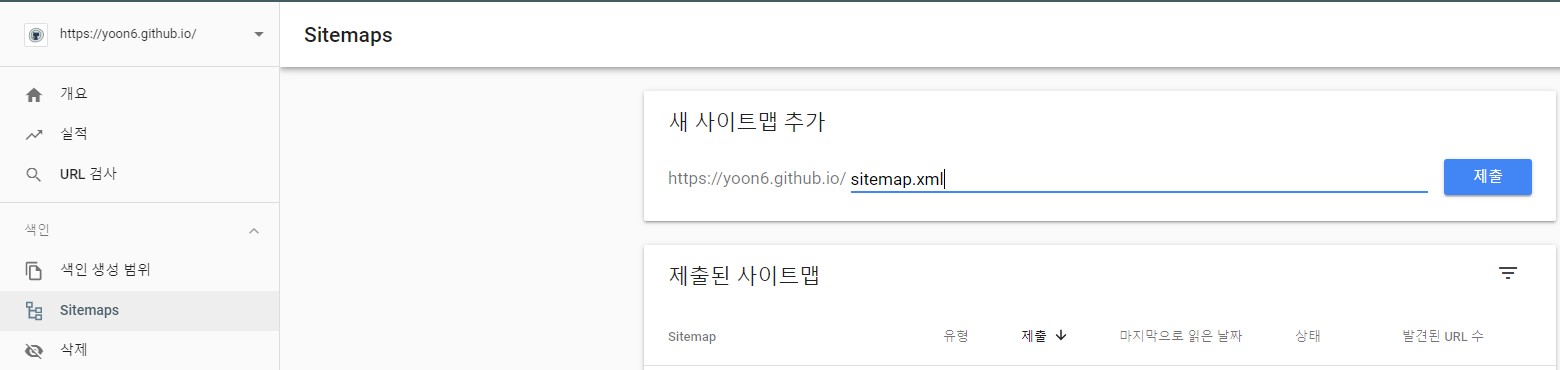 https://yoon6.github.io/
Sitemaps
개요
실적
URL 검사
색인
색인 생성 범위
Sitemaps
삭제
새 사이트맵 추가
https://yoon6.github.io/ sitemap.xml
제출
제출된 사이트맵
Sitemap 유형 제출 마지막으로 읽은 날짜 상태 발견된 URL 수